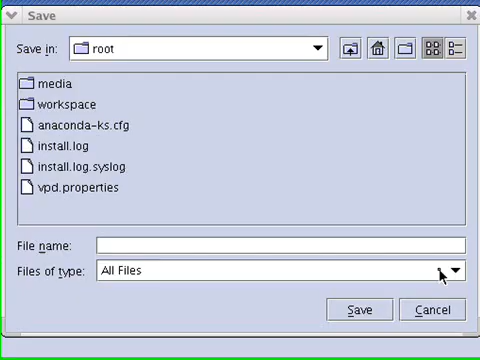 Save
Save in: root
media
workspace
anaconda-ks.cfg
install.log
install.log.syslog
vpd.properties
File name:
Files of type: All Files
Save Cancel